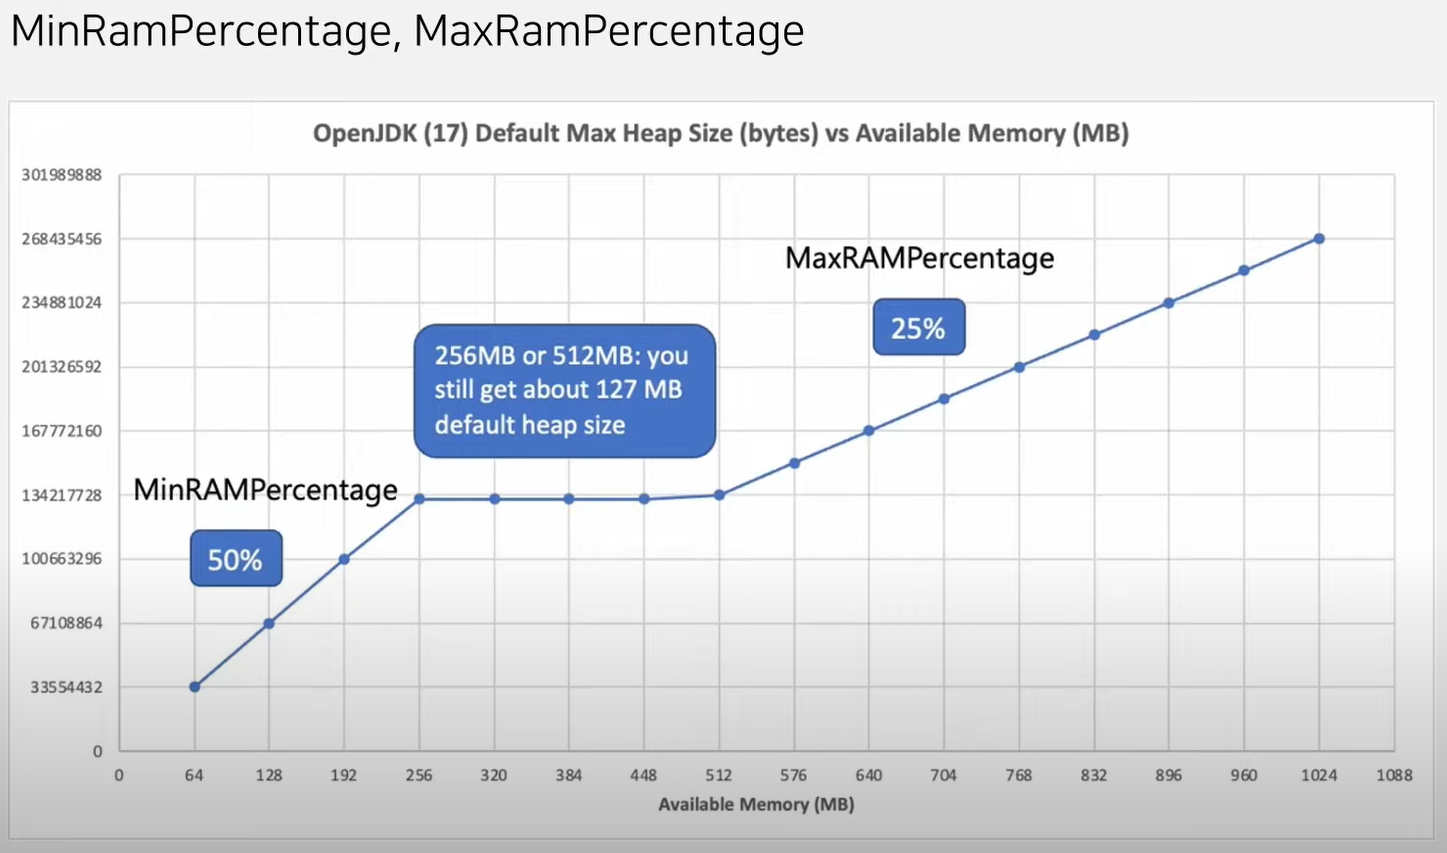 MinRamPercentage, MaxRamPercentage
OpenJDK (17) Default Max Heap Size (bytes) vs Available Memory (MB)
301989888
268435456
234881024
201326592
167772160
134217728
100663296
67108864
33554432
0
MaxRAMPercentage
25%
256MB or 512MB: you
still get about 127 MB
default heap size
MinRAMPercentage
50%
0 64 128 192 256 320 384 448 512 576 640 704 768 832 896 960 1024 1088
Available Memory (MB)